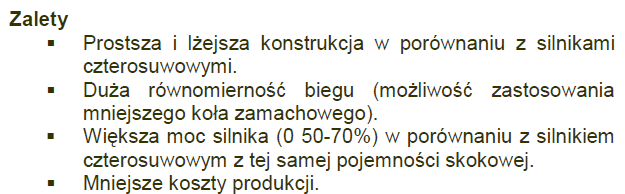 Zalety
▪ Prostsza i lżejsza konstrukcja w porównaniu z silnikami
czterosuwowymi.
▪ Duża równomierność biegu (możliwość zastosowania
mniejszego koła zamachowego).
▪ Większa moc silnika (0 50-70%) w porównaniu z silnikiem
czterosuwowym z tej samej pojemności skokowej.
▪ Mniejsze koszty produkcji.